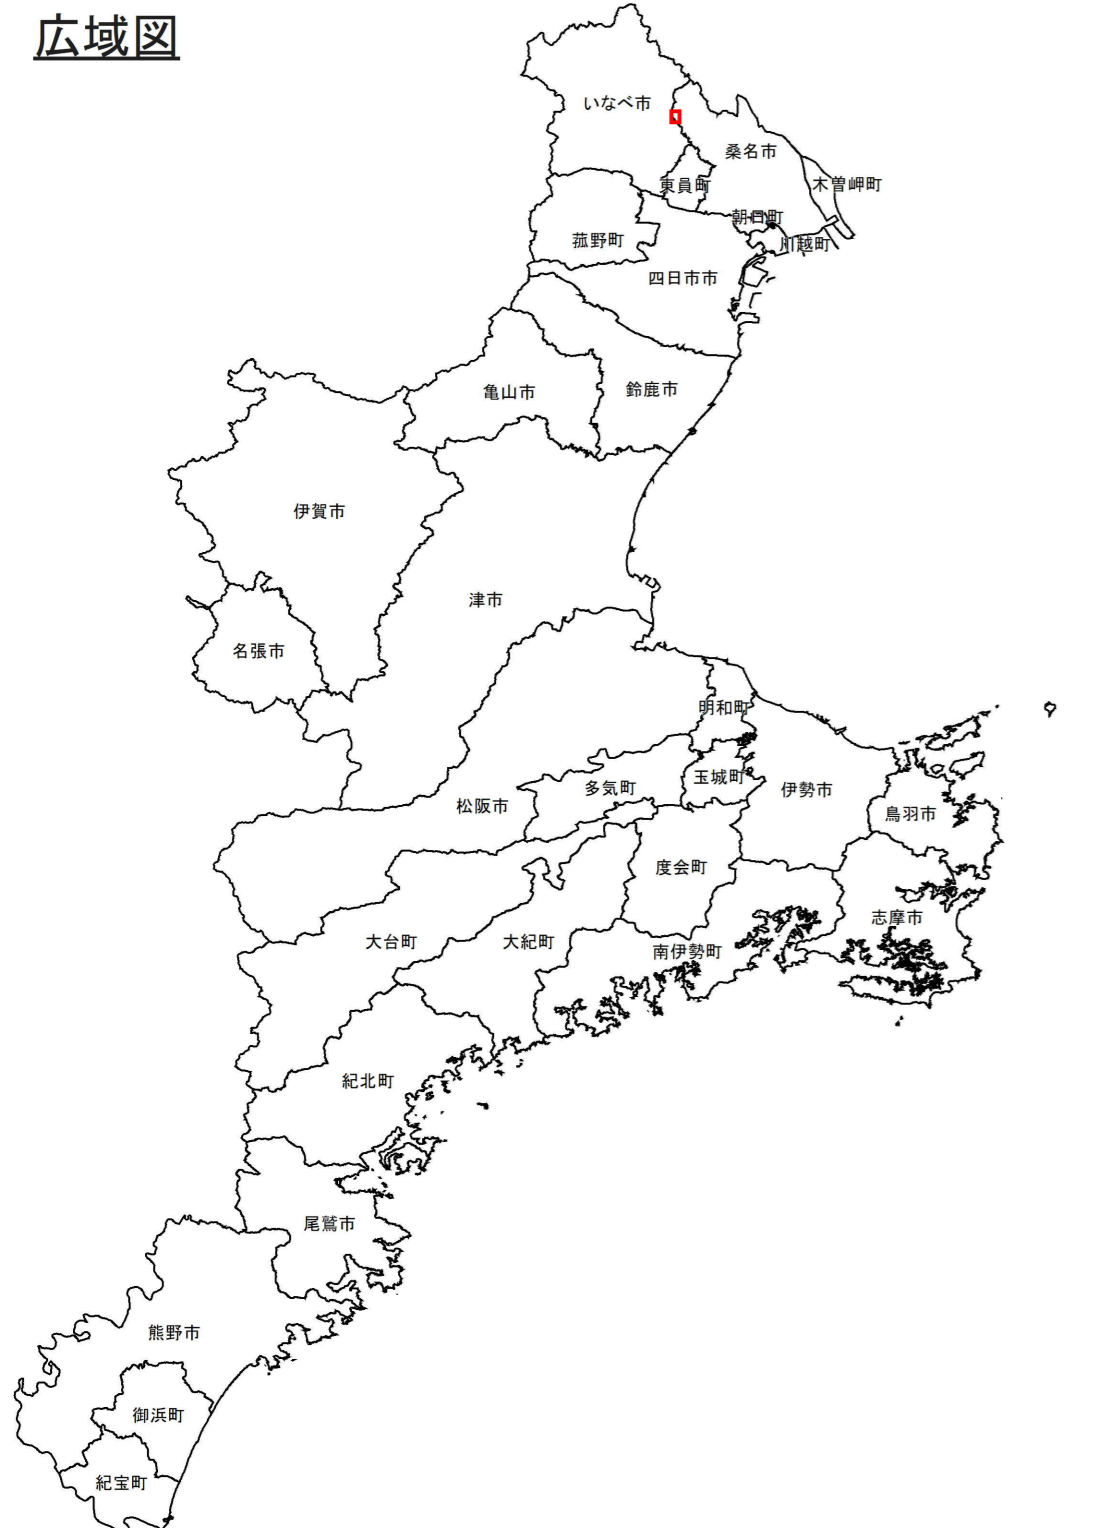 広域図
いなべ市
桑名市
東員町
木曽岬町
朝日町
菰野町
川越町
四日市市
亀山市
鈴鹿市
伊賀市
津市
名張市
明和町
玉城町
多気町
伊勢市
松阪市
鳥羽市
度会町
志摩市
大台町
大紀町
南伊勢町
紀北町
尾鷲市
熊野市
御浜町
紀宝町